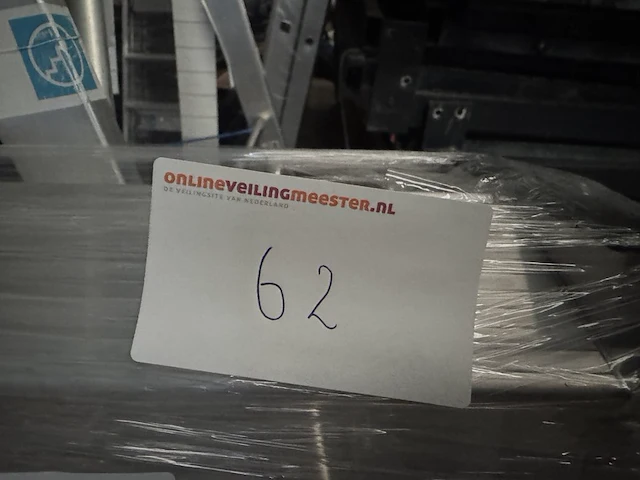 ONLINEVEILINGMEESTER.NL
DE VEILINGSITE VAN NEDERLAND
62